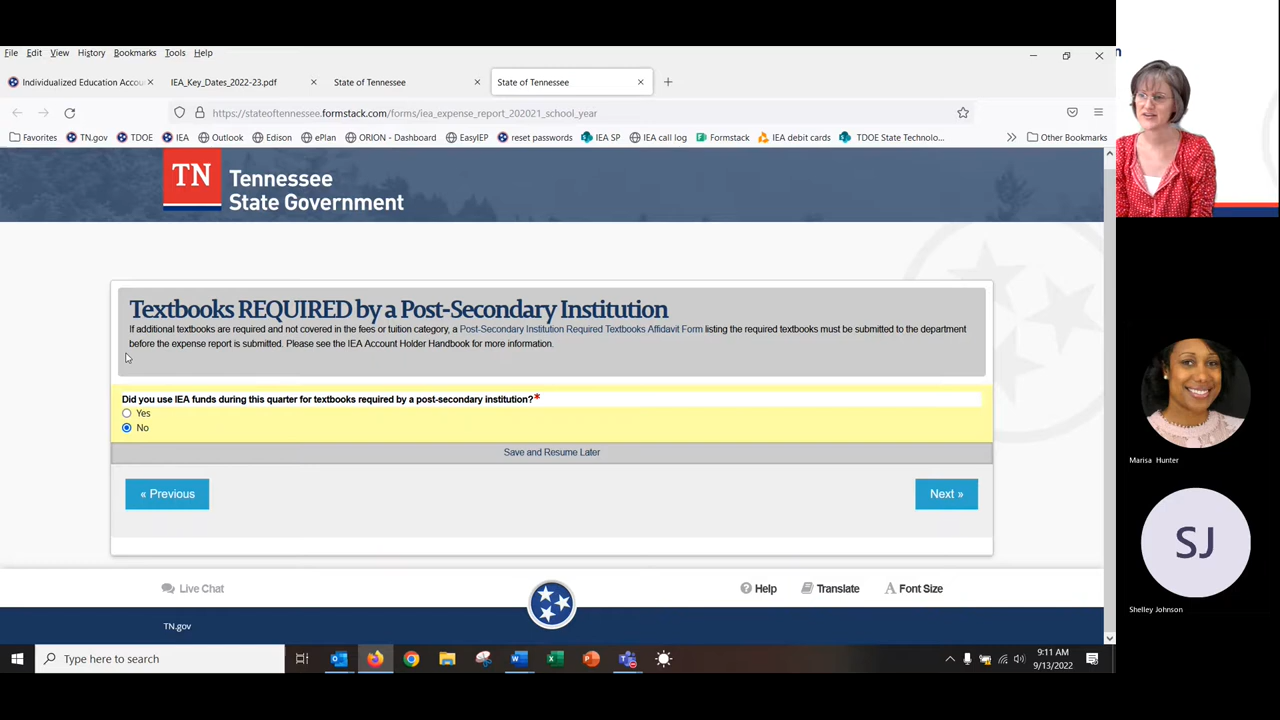 File Edit View History Bookmarks Tools Help
Individualized Education Accou
IEA_Key_Dates_2022-23.pdf
State of Tennessee
State of Tennessee
https://stateoftennessee.formstack.com/forms/iea_expense_report_202021_school_year
Favorites TN.gov TDOE IEA Outlook Edison ePlan ORION - Dashboard EasyIEP reset passwords IEA SP IEA call log Formstack IEA debit cards TDOE State Technolo... Other Bookmarks
TN
Tennessee
State Government
Textbooks REQUIRED by a Post-Secondary Institution
If additional textbooks are required and not covered in the fees or tuition category, a Post-Secondary Institution Required Textbooks Affidavit Form listing the required textbooks must be submitted to the department
before the expense report is submitted. Please see the IEA Account Holder Handbook for more information.
Did you use IEA funds during this quarter for textbooks required by a post-secondary institution?*
Yes
No
Save and Resume Later
« Previous
Next »
Live Chat
Help Translate Font Size
TN.gov
Type here to search
9:11 AM
9/13/2022
Marisa Hunter
SJ
Shelley Johnson